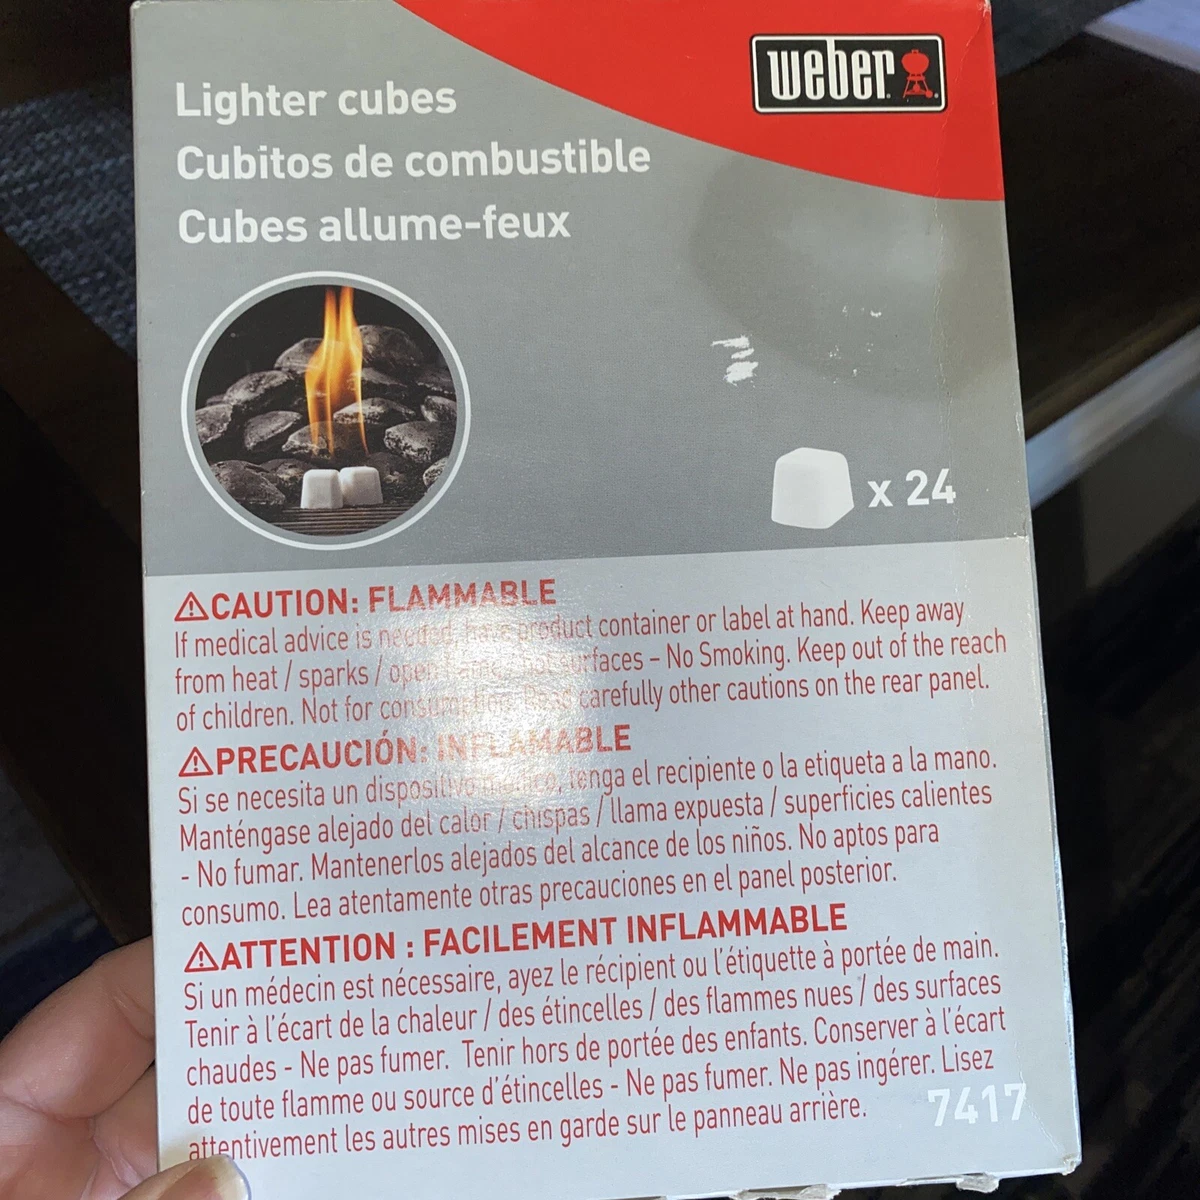 weber
Lighter cubes
Cubitos de combustible
Cubes allume-feux
x 24
CAUTION: FLAMMABLE
If medical advice is needed, have product container or label at hand. Keep away
from heat / sparks / open surfaces – No Smoking. Keep out of the reach
of children. Not for consumption. Read carefully other cautions on the rear panel.
PRECAUCIÓN: INFLAMABLE
Si se necesita un dispositivo tenga el recipiente o la etiqueta a la mano.
Manténgase alejado del calor / chispas / llama expuesta / superficies calientes
- No fumar. Mantenerlos alejados del alcance de los niños. No aptos para
consumo. Lea atentamente otras precauciones en el panel posterior.
ATTENTION : FACILEMENT INFLAMMABLE
Si un médecin est nécessaire, ayez le récipient ou l'étiquette à portée de main.
Tenir à l'écart de la chaleur / des étincelles / des flammes nues / des surfaces
chaudes - Ne pas fumer. Tenir hors de portée des enfants. Conserver à l'écart
de toute flamme ou source d'étincelles - Ne pas fumer. Ne pas ingérer. Lisez
attentivement les autres mises en garde sur le panneau arrière.
7417